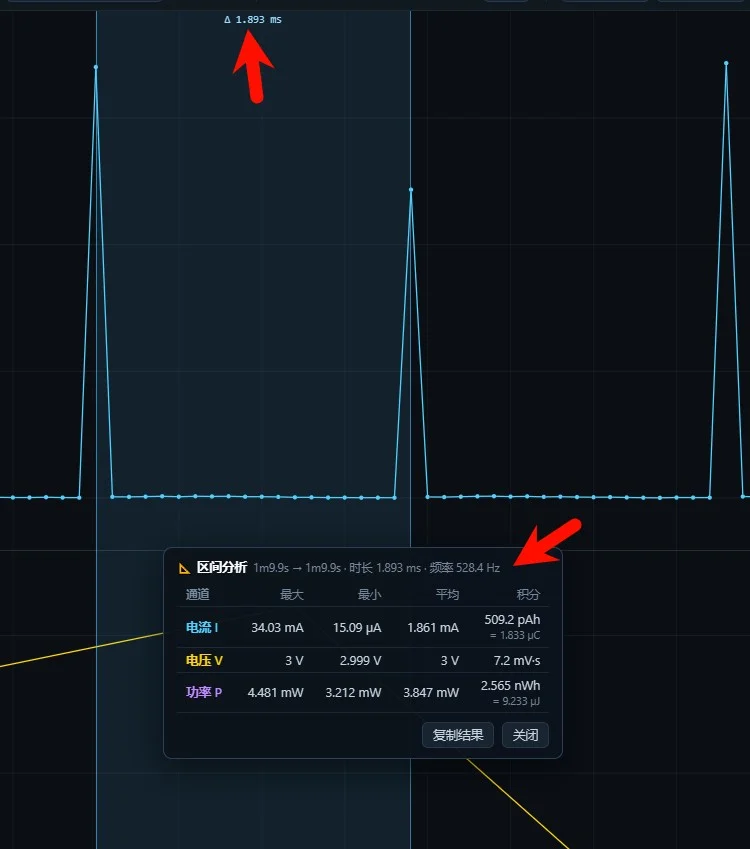 Δ 1.893 ms
区间分析 1m9.9s → 1m9.9s · 时长 1.893 ms · 频率 528.4 Hz
通道 最大 最小 平均 积分
电流 I 34.03 mA 15.09 μA 1.861 mA 509.2 pAh
= 1.833 μC
电压 V 3 V 2.999 V 3 V 7.2 mV·s
功率 P 4.481 mW 3.212 mW 3.847 mW 2.565 nWh
= 9.233 μJ
复制结果 关闭